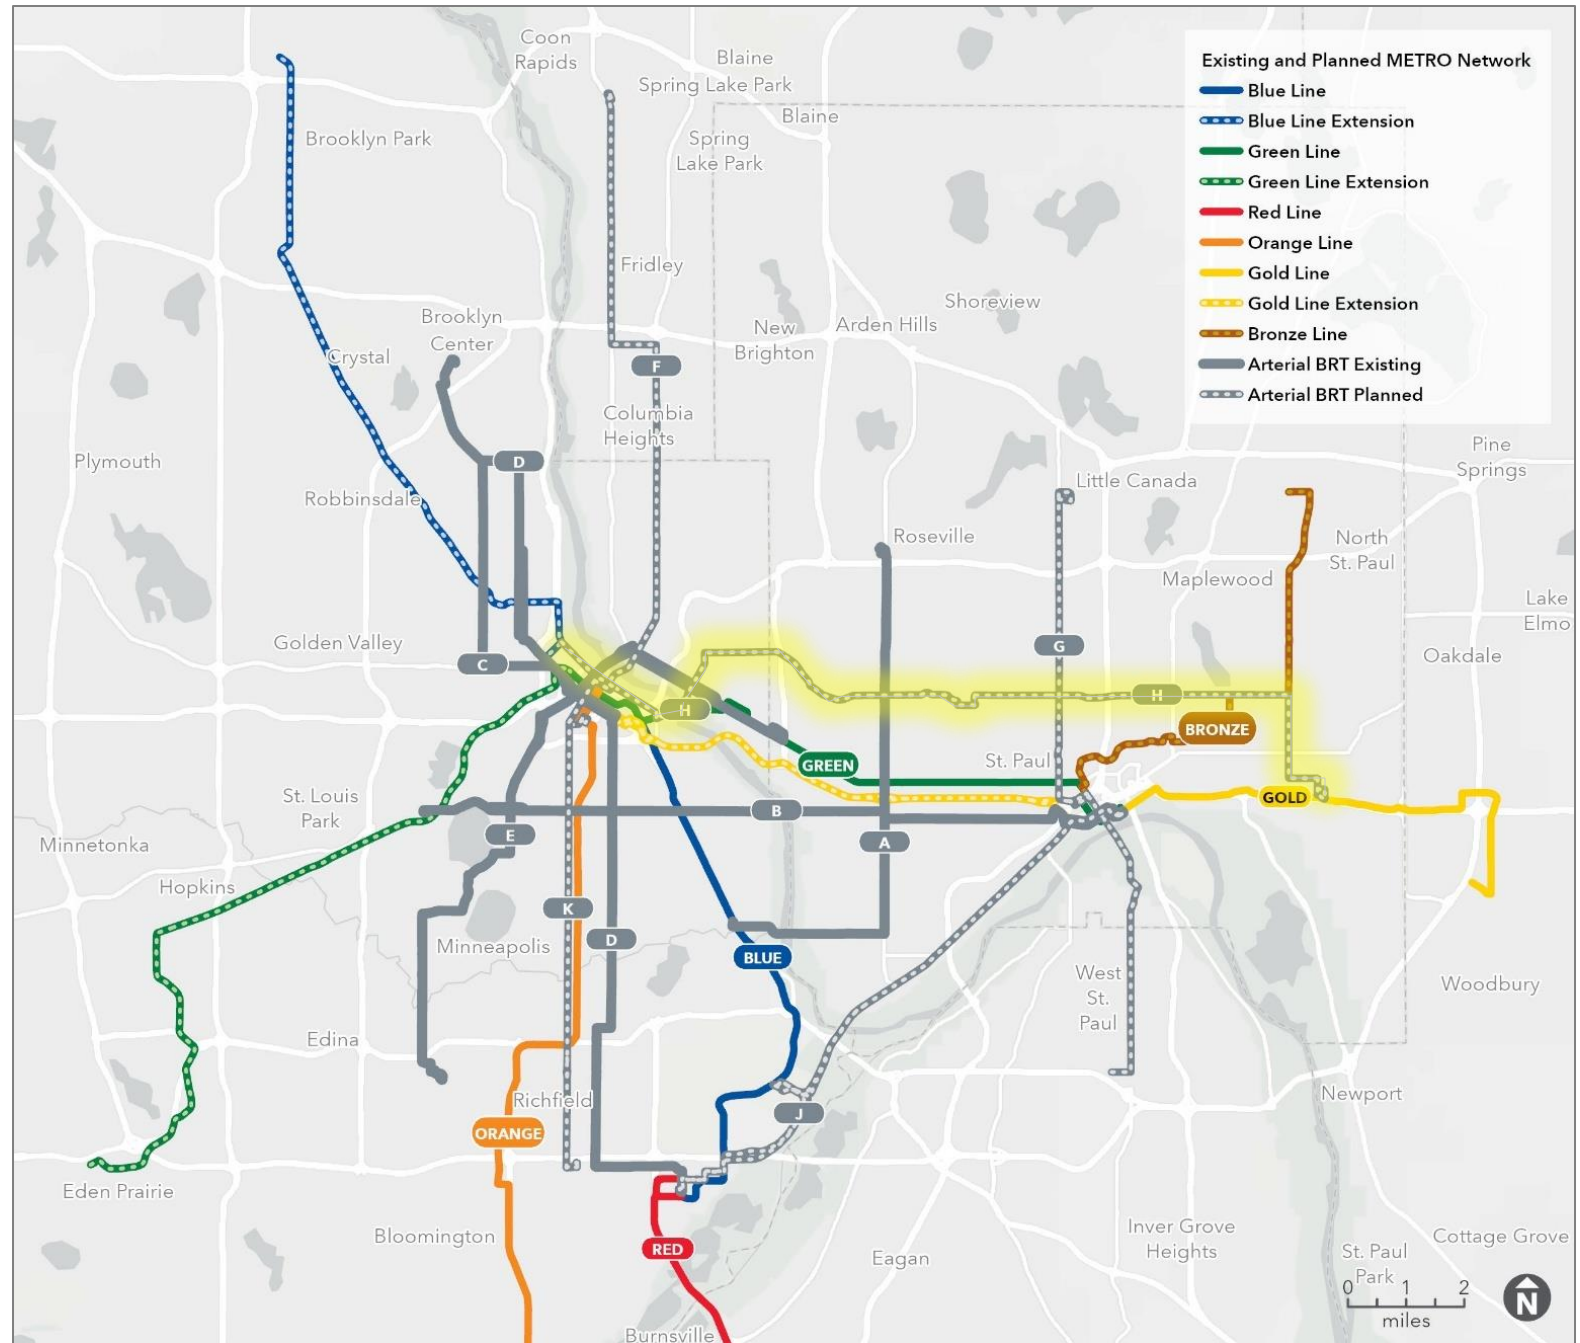 Coon
Rapids
Blaine
Spring Lake Park
Blaine
Brooklyn Park
Spring
Lake Park
Existing and Planned METRO Network
Blue Line
Blue Line Extension
Green Line
Green Line Extension
Red Line
Orange Line
Gold Line
Gold Line Extension
Bronze Line
Arterial BRT Existing
Arterial BRT Planned
Fridley
Shoreview
Brooklyn
Center
New
Brighton
Arden Hills
Crystal
F
Columbia
Heights
Plymouth
D
Pine
Springs
Robbinsdale
Little Canada
Roseville
North
St. Paul
Maplewood
Lake
Elmo
Golden Valley
C
G
Oakdale
H
H
BRONZE
St. Paul
GREEN
St. Louis
Park
GOLD
B
E
A
Minnetonka
Hopkins
K
D
Minneapolis
BLUE
West
St.
Paul
Woodbury
Edina
Richfield
J
Newport
ORANGE
Eden Prairie
Bloomington
RED
Inver Grove
Heights
Eagan
St. Paul
Park
Cottage Grove
0 1 2
miles
N
Burnsville